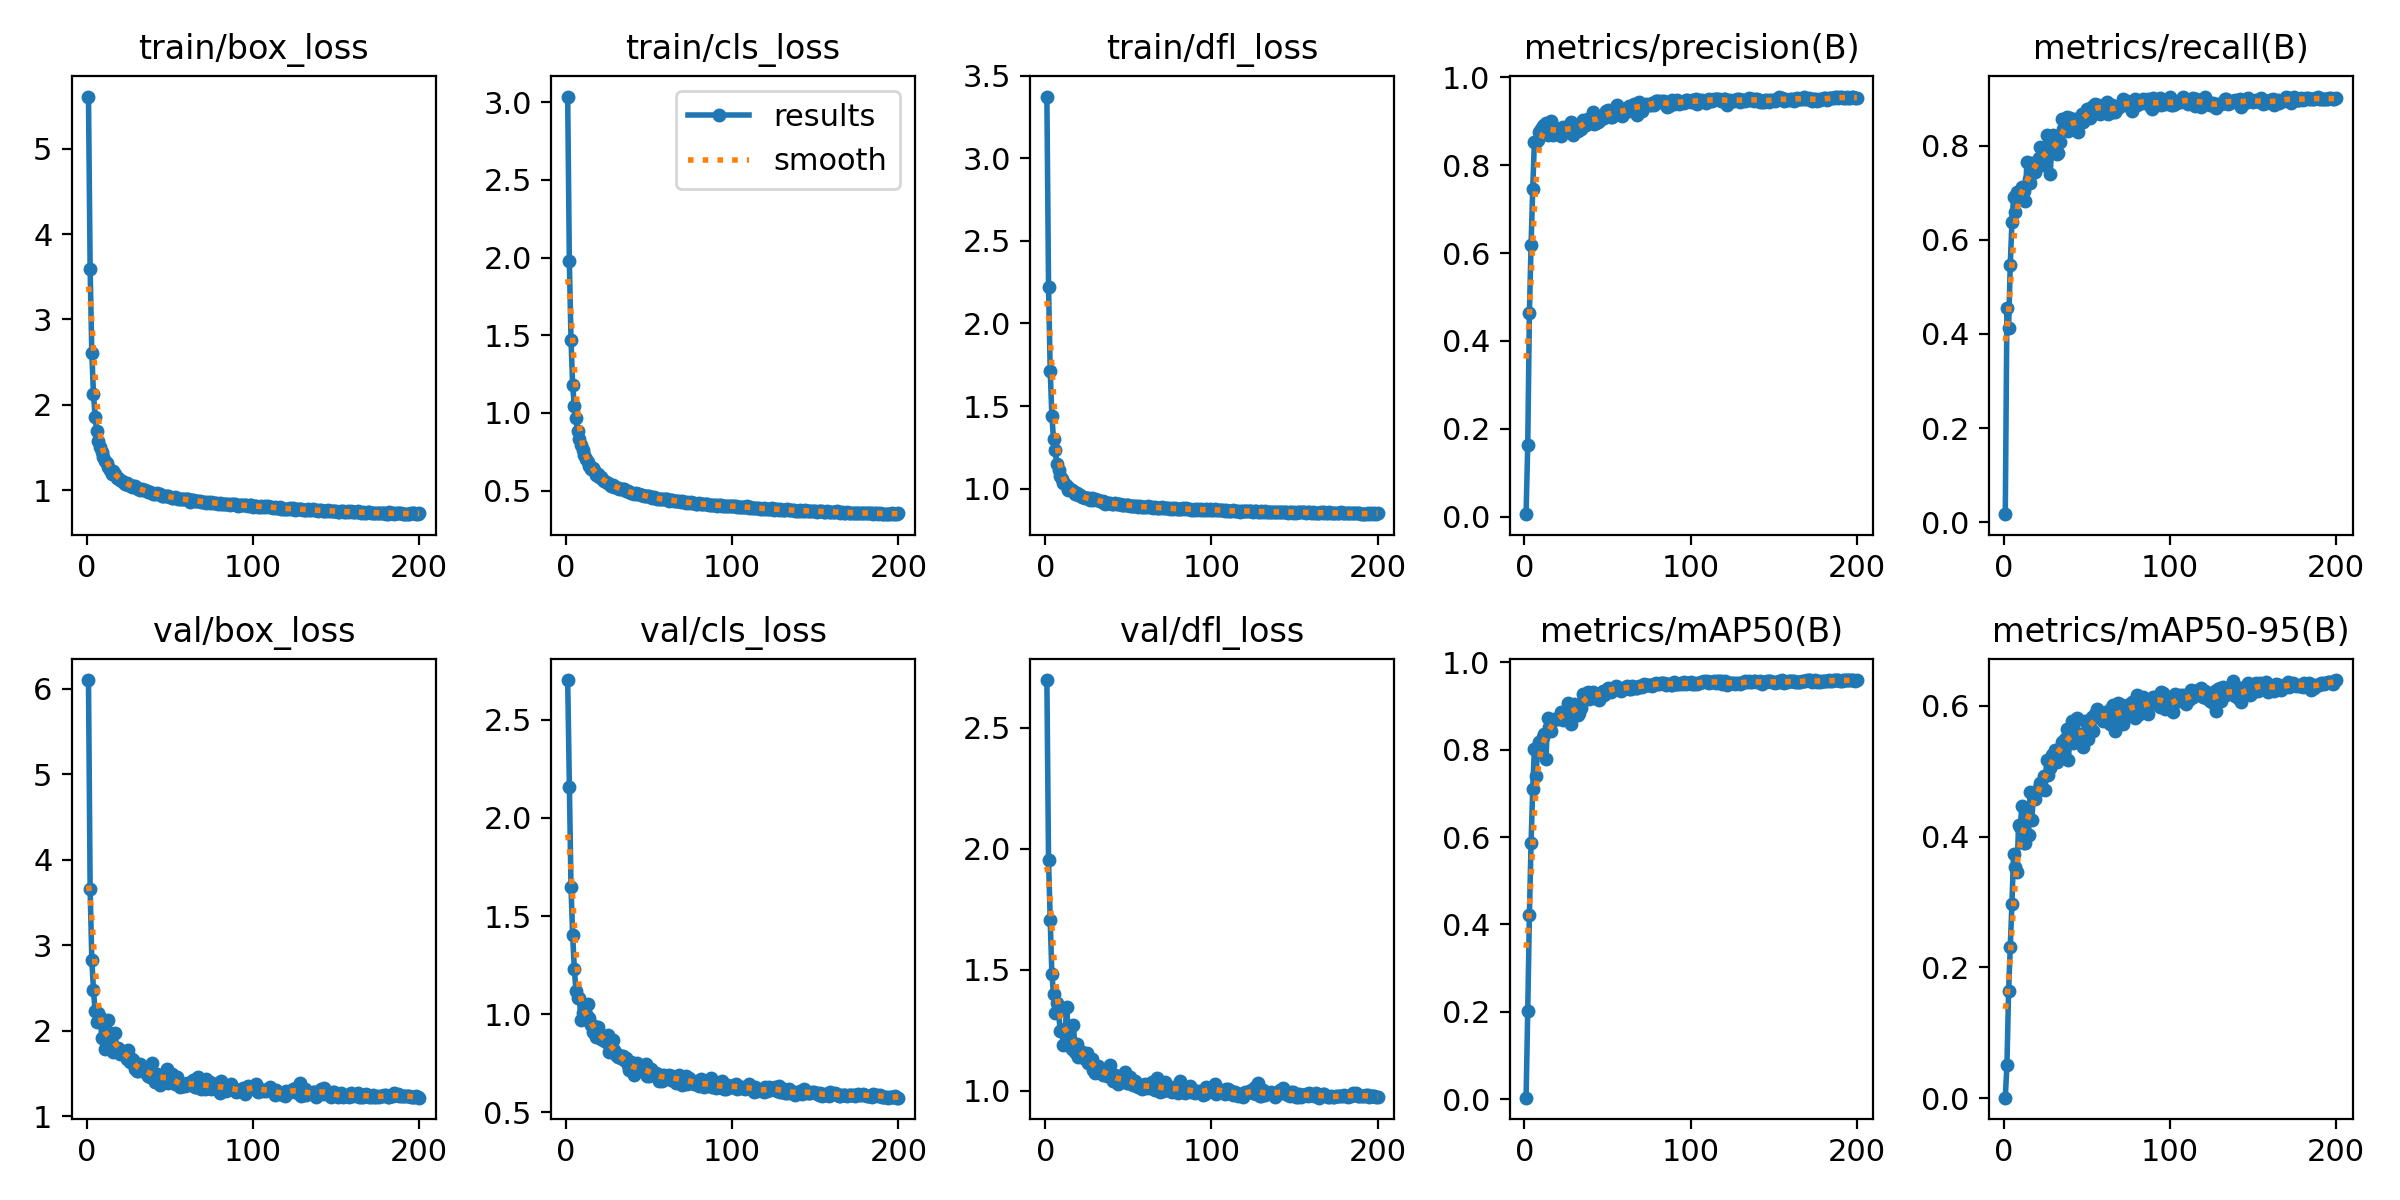 train/box_loss
train/cls_loss
train/dfl_loss
metrics/precision(B)
metrics/recall(B)
5
4
3
2
1
0 100 200
3.0
2.5
2.0
1.5
1.0
0.5
0 100 200
results
smooth
3.5
3.0
2.5
2.0
1.5
1.0
0 100 200
1.0
0.8
0.6
0.4
0.2
0.0
0 100 200
0.8
0.6
0.4
0.2
0.0
0 100 200
val/box_loss
val/cls_loss
val/dfl_loss
metrics/mAP50(B)
metrics/mAP50-95(B)
6
5
4
3
2
1
0 100 200
2.5
2.0
1.5
1.0
0.5
0 100 200
2.5
2.0
1.5
1.0
0 100 200
1.0
0.8
0.6
0.4
0.2
0.0
0 100 200
0.6
0.4
0.2
0.0
0 100 200